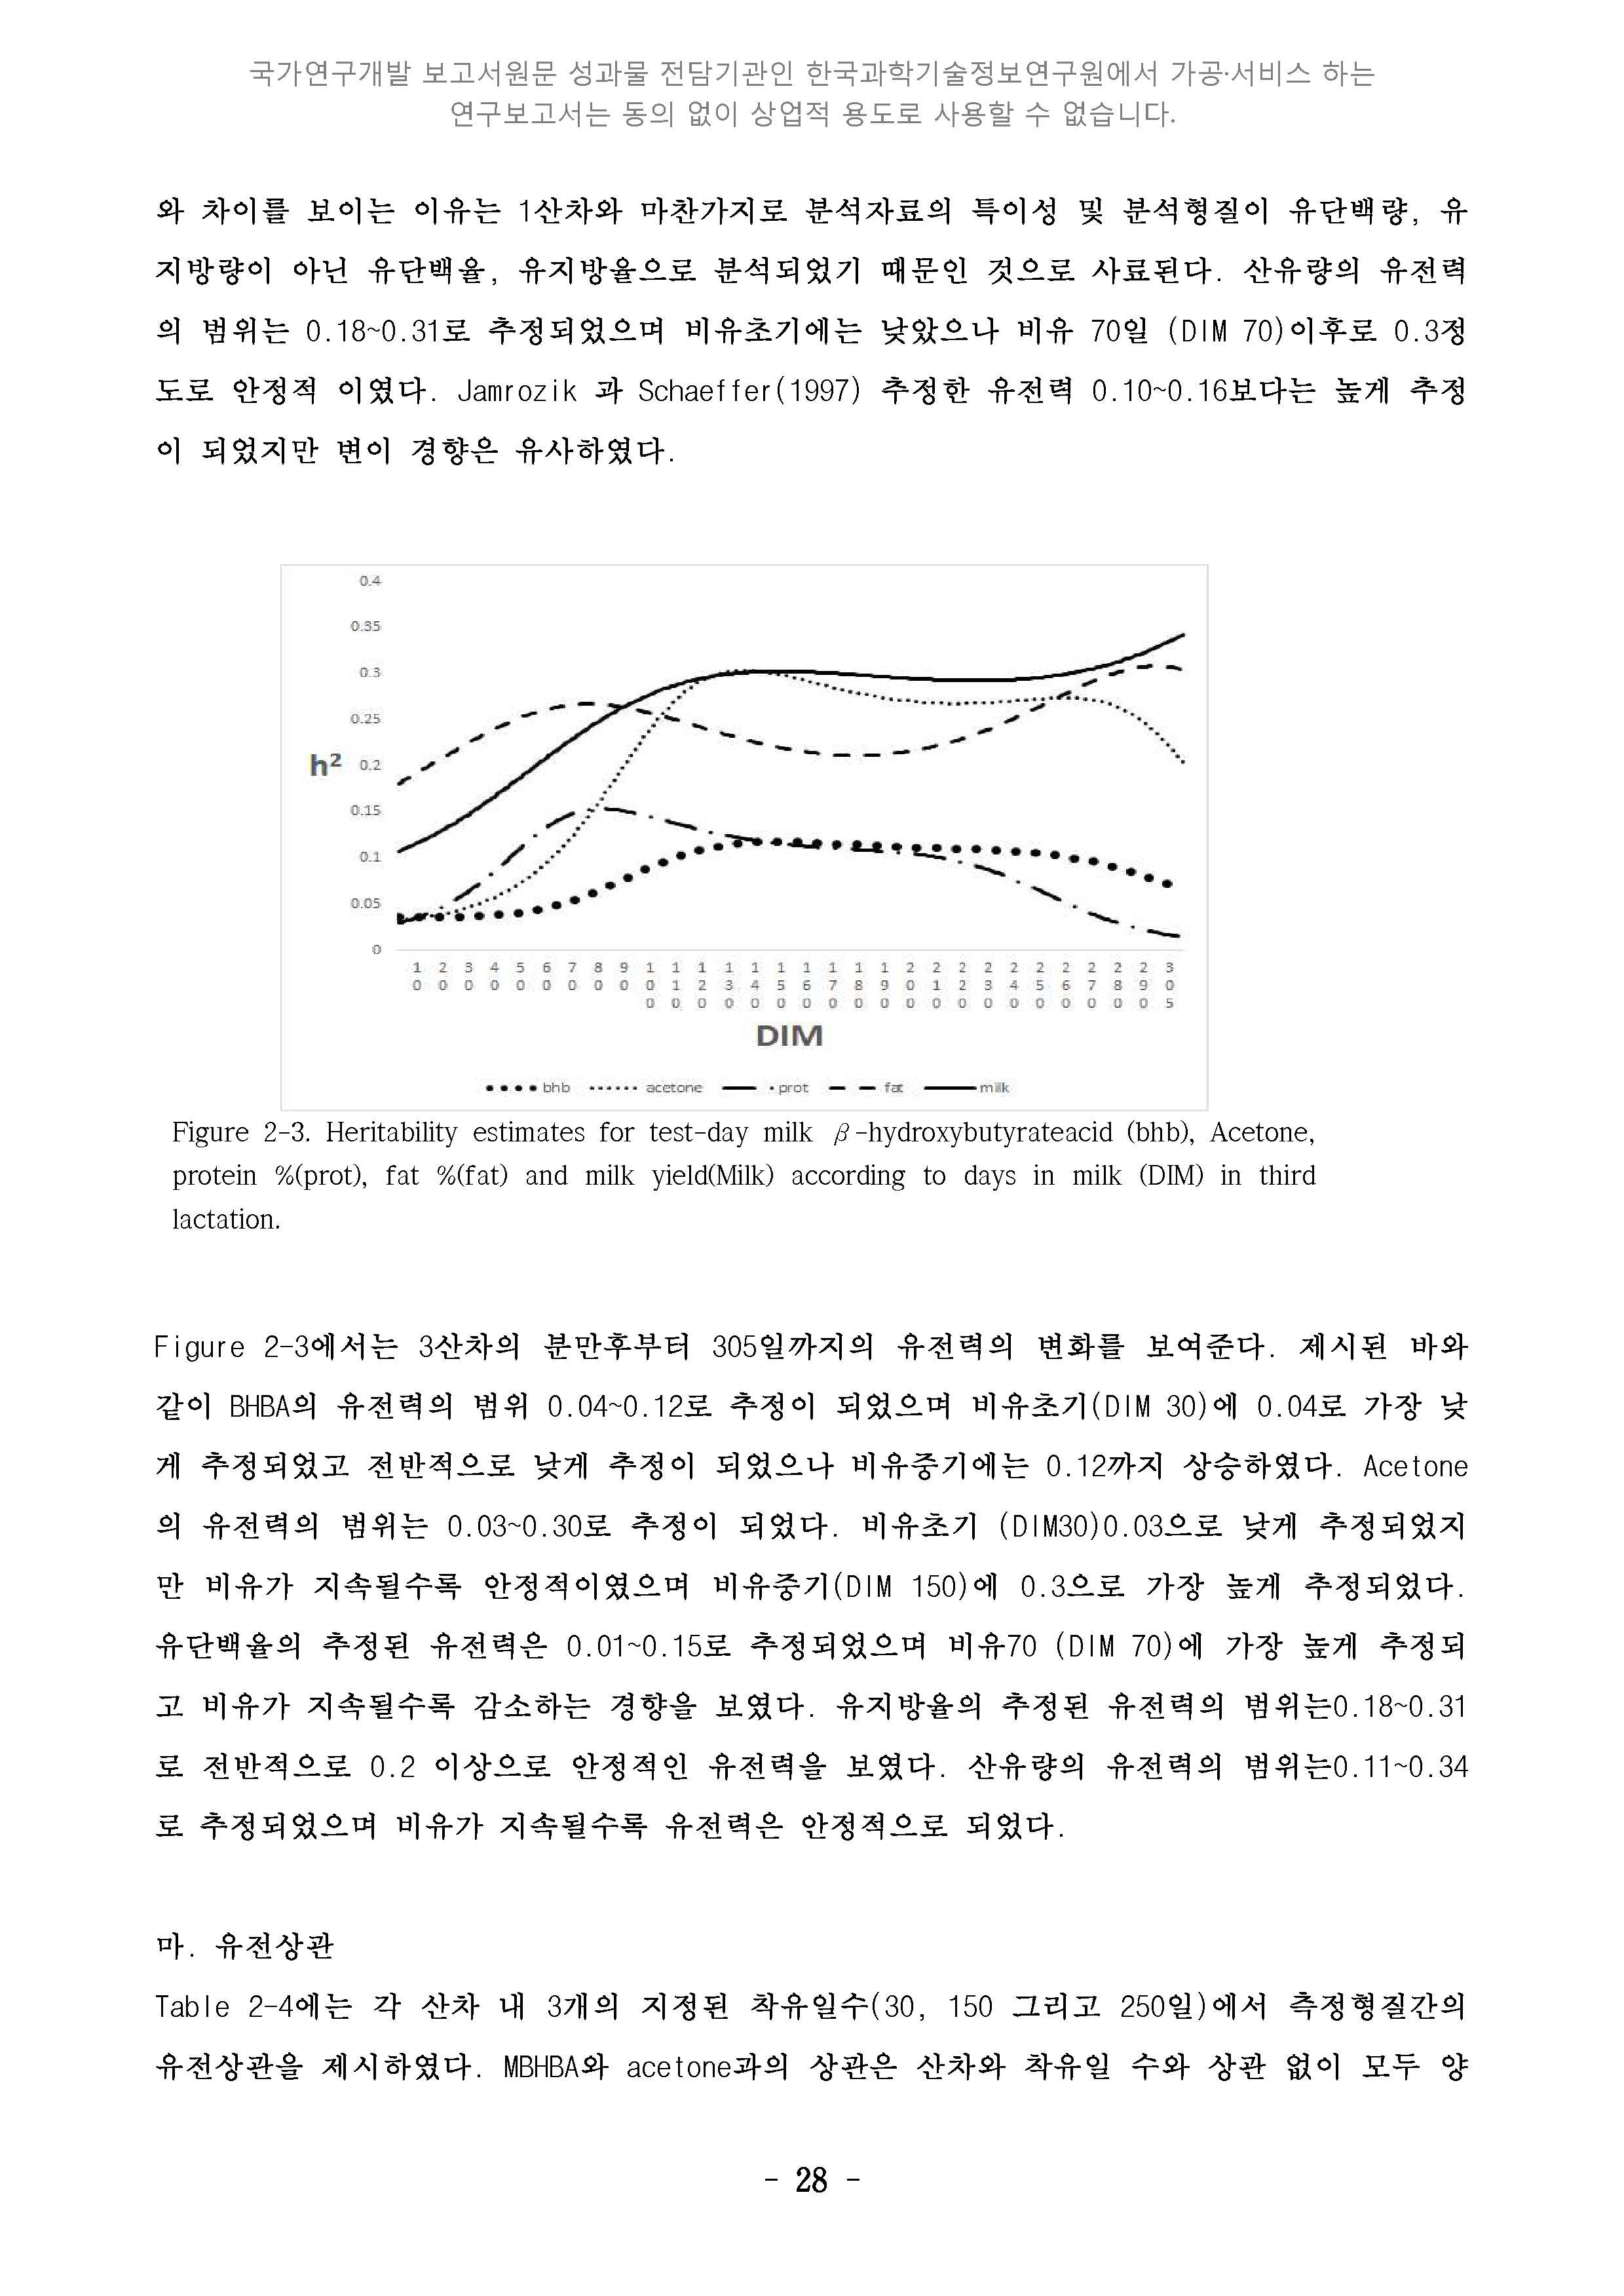 국가연구개발 보고서원문 성과물 전담기관인 한국과학기술정보연구원에서 가공·서비스 하는
연구보고서는 동의 없이 상업적 용도로 사용할 수 없습니다.
와 차이를 보이는 이유는 1산차와 마찬가지로 분석자료의 특이성 및 분석형질이 유단백량, 유
지방량이 아닌 유단백율, 유지방율으로 분석되었기 때문인 것으로 사료된다. 산유량의 유전력
의 범위는 0.18~0.31로 추정되었으며 비유초기에는 낮았으나 비유 70일 (DIM 70)이후로 0.3정
도로 안정적 이였다. Jamrozik 과 Schaeffer(1997) 추정한 유전력 0.10~0.16보다는 높게 추정
이 되었지만 변이 경향은 유사하였다.
0.4
0.35
0.3
0.25
h²
0.2
0.15
0.1
0.05
0
10 20 30 40 50 60 70 80 90 100 110 120 130 140 150 160 170 180 190 200 210 220 230 240 250 260 270 280 290 305
DIM
bhb acetone prot fat milk
Figure 2-3. Heritability estimates for test-day milk β-hydroxybutyrateacid (bhb), Acetone,
protein %(prot), fat %(fat) and milk yield(Milk) according to days in milk (DIM) in third
lactation.
Figure 2-3에서는 3산차의 분만후부터 305일까지의 유전력의 변화를 보여준다. 제시된 바와
같이 BHBA의 유전력의 범위 0.04~0.12로 추정이 되었으며 비유초기(DIM 30)에 0.04로 가장 낮
게 추정되었고 전반적으로 낮게 추정이 되었으나 비유중기에는 0.12까지 상승하였다. Acetone
의 유전력의 범위는 0.03~0.30로 추정이 되었다. 비유초기 (DIM30)0.03으로 낮게 추정되었지
만 비유가 지속될수록 안정적이였으며 비유중기(DIM 150)에 0.3으로 가장 높게 추정되었다.
유단백율의 추정된 유전력은 0.01~0.15로 추정되었으며 비유70 (DIM 70)에 가장 높게 추정되
고 비유가 지속될수록 감소하는 경향을 보였다. 유지방율의 추정된 유전력의 범위는0.18~0.31
로 전반적으로 0.2 이상으로 안정적인 유전력을 보였다. 산유량의 유전력의 범위는0.11~0.34
로 추정되었으며 비유가 지속될수록 유전력은 안정적으로 되었다.
마. 유전상관
Table 2-4에는 각 산차 내 3개의 지정된 착유일수(30, 150 그리고 250일)에서 측정형질간의
유전상관을 제시하였다. MBHBA와 acetone과의 상관은 산차와 착유일 수와 상관 없이 모두 양
- 28 -